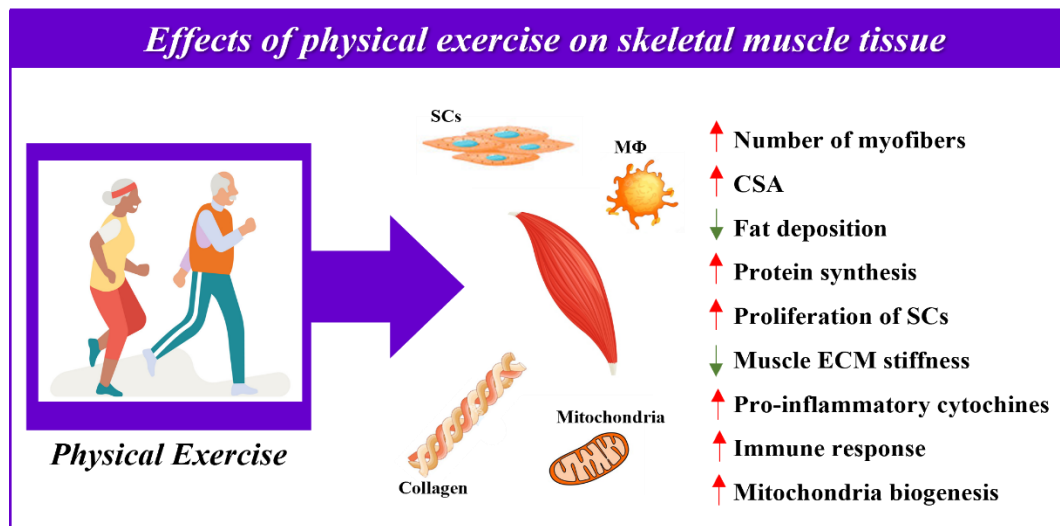 Effects of physical exercise on skeletal muscle tissue
Physical Exercise
SCs
MΦ
Collagen
Mitochondria
Number of myofibers
CSA
Fat deposition
Protein synthesis
Proliferation of SCs
Muscle ECM stiffness
Pro-inflammatory cytochines
Immune response
Mitochondria biogenesis